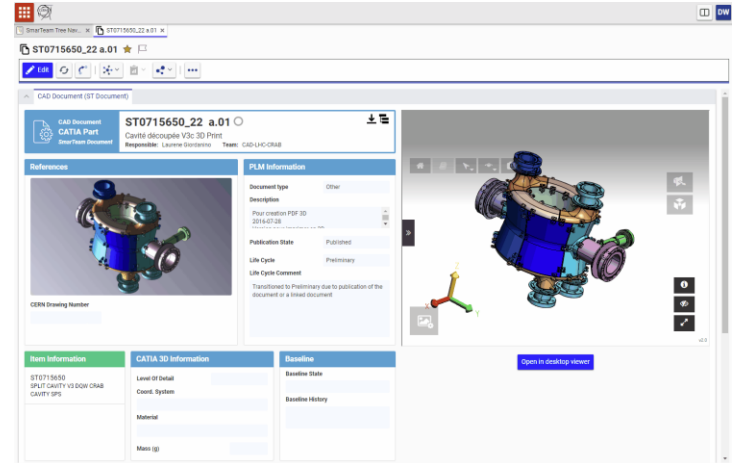 DW
SmarTeam Tree Nav... x
ST0715650_22 a.01 x
ST0715650_22 a.01
Edit
CAD Document (ST Document)
CAD Document
CATIA Part
SmarTeam Document
ST0715650_22 a.01
Cavité découpée V3c 3D Print
Responsible: Laurene Giordanino Team: CAD-LHC-CRAB
References
CERN Drawing Number
PLM Information
Document type Other
Description
Pour creation PDF 3D
2016-07-28
Publication State Published
Life Cycle Preliminary
Life Cycle Comment
Transitioned to Preliminary due to publication of the
document or a linked document
X
Y
Z
v2.0
Open in desktop viewer
Item Information
ST0715650
SPLIT CAVITY V3 DQW CRAB
CAVITY SPS
CATIA 3D Information
Level Of Detail
Coord. System
Material
Mass (g)
Baseline
Baseline State
Baseline History